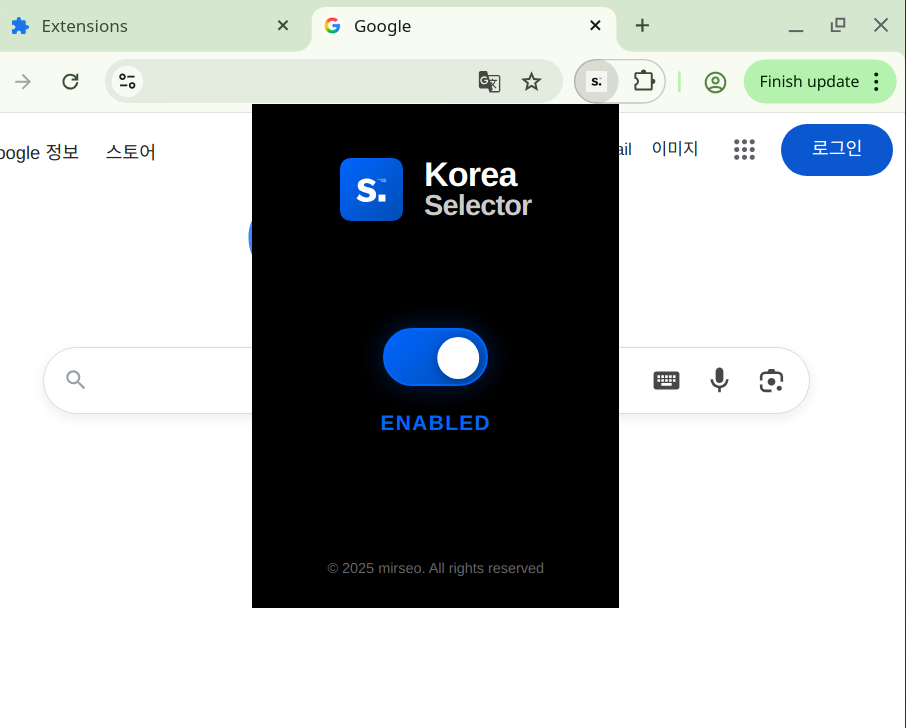 Extensions
Google
Finish update
oogle 정보 스토어
ail 이미지
로그인
s.
s.
Korea
Selector
ENABLED
© 2025 mirseo. All rights reserved